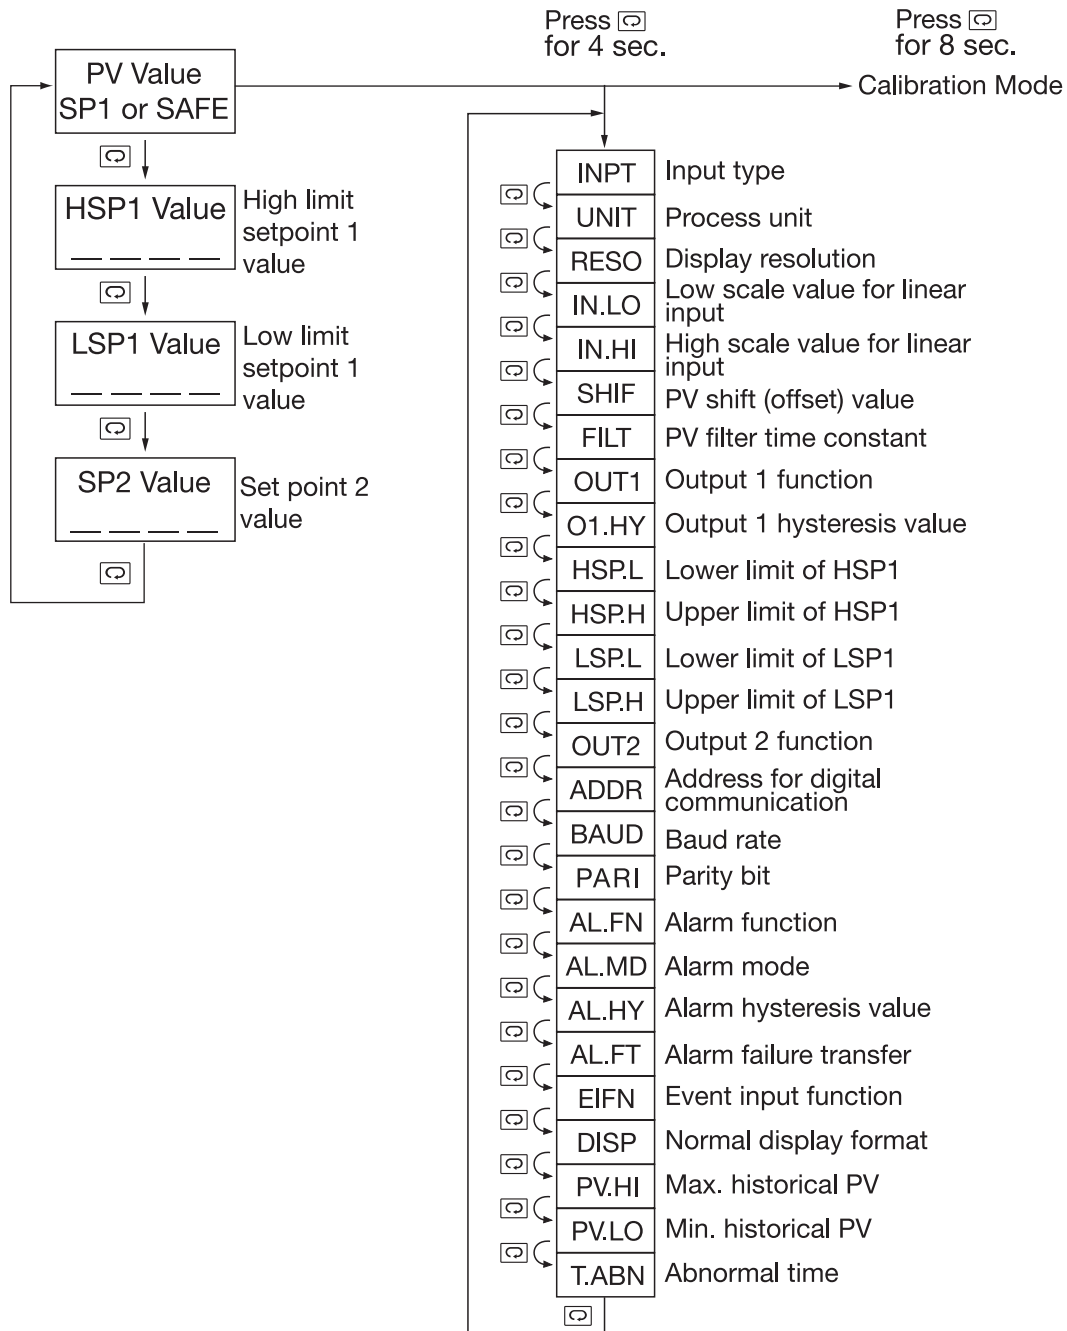 Press
for 4 sec.
Press
for 8 sec.
PV Value
SP1 or SAFE
Calibration Mode
HSP1 Value
High limit
setpoint 1
value
LSP1 Value
Low limit
setpoint 1
value
SP2 Value
Set point 2
value
INPT Input type
UNIT Process unit
RESO Display resolution
IN.LO Low scale value for linear
input
IN.HI High scale value for linear
input
SHIF PV shift (offset) value
FILT PV filter time constant
OUT1 Output 1 function
O1.HY Output 1 hysteresis value
HSP.L Lower limit of HSP1
HSP.H Upper limit of HSP1
LSP.L Lower limit of LSP1
LSP.H Upper limit of LSP1
OUT2 Output 2 function
ADDR Address for digital
communication
BAUD Baud rate
PARI Parity bit
AL.FN Alarm function
AL.MD Alarm mode
AL.HY Alarm hysteresis value
AL.FT Alarm failure transfer
EIFN Event input function
DISP Normal display format
PV.HI Max. historical PV
PV.LO Min. historical PV
T.ABN Abnormal time